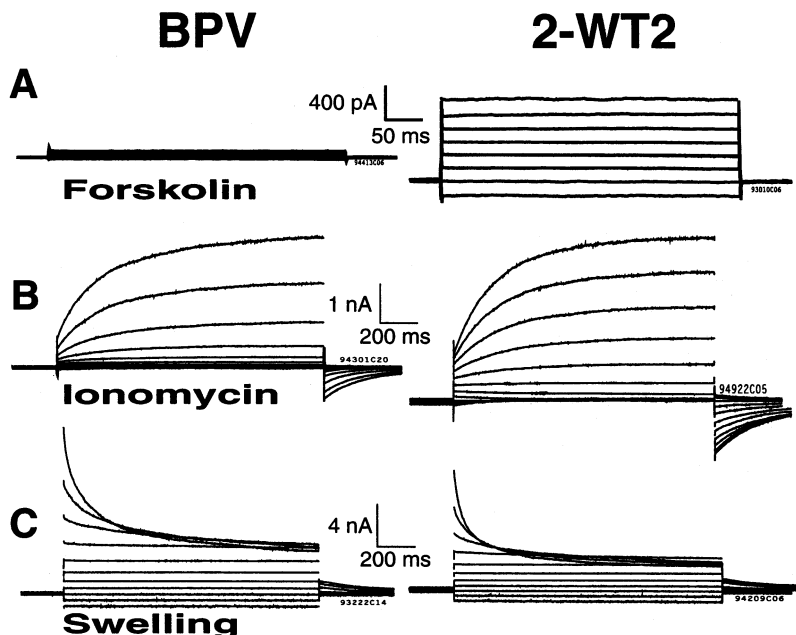 BPV
2-WT2
A
400 pA
50 ms
94413C06
93010C06
Forskolin
B
1 nA
200 ms
94301C20
94922C05
Ionomycin
C
4 nA
200 ms
93222C14
94209C06
Swelling